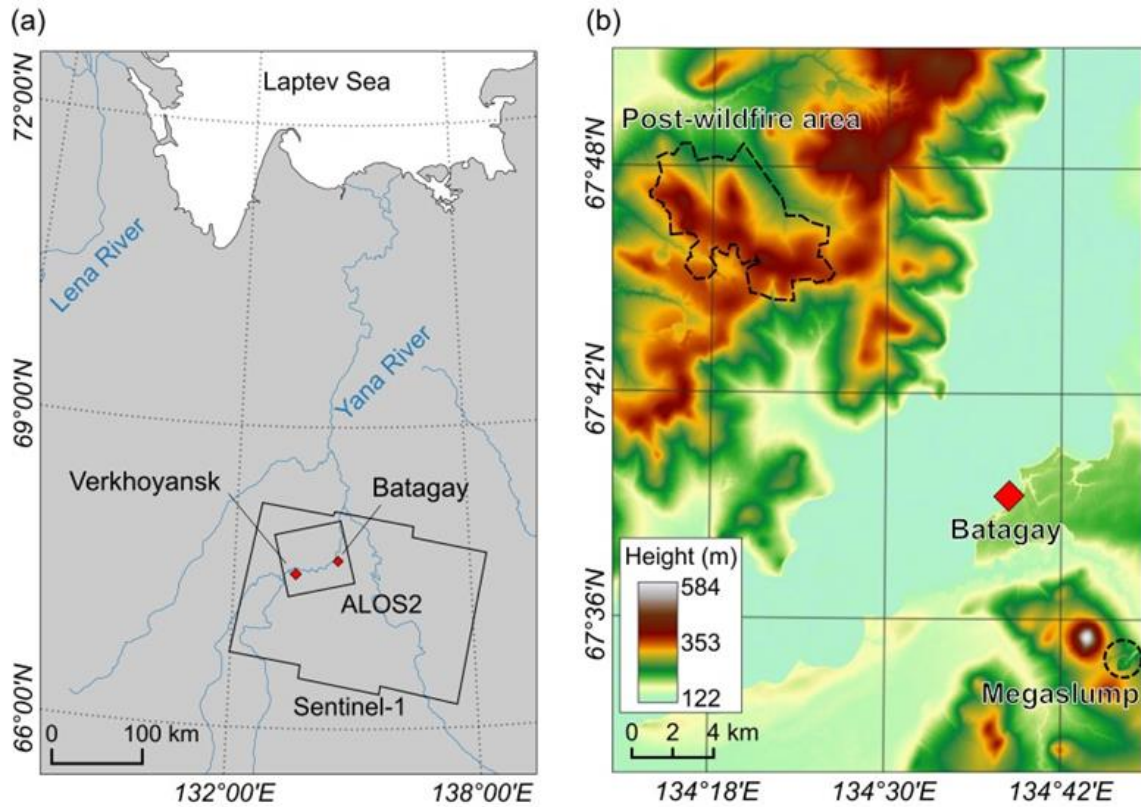 (a)
72°00'N
69°00'N
66°00'N
Laptev Sea
Lena River
Yana River
Verkhoyansk
Batagay
ALOS2
Sentinel-1
0 100 km
132°00'E 138°00'E
(b)
Post-wildfire area
67°48'N
67°42'N
67°36'N
Batagay
Height (m)
584
353
122
Megaslump
0 2 4 km
134°18'E 134°30'E 134°42'E